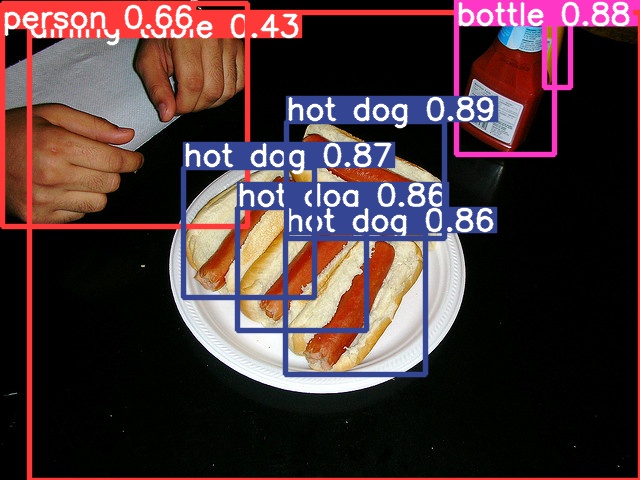 person 0.66
dining table 0.43
bottle 0.88
hot dog 0.89
hot dog 0.87
hot dog 0.86
hot dog 0.86